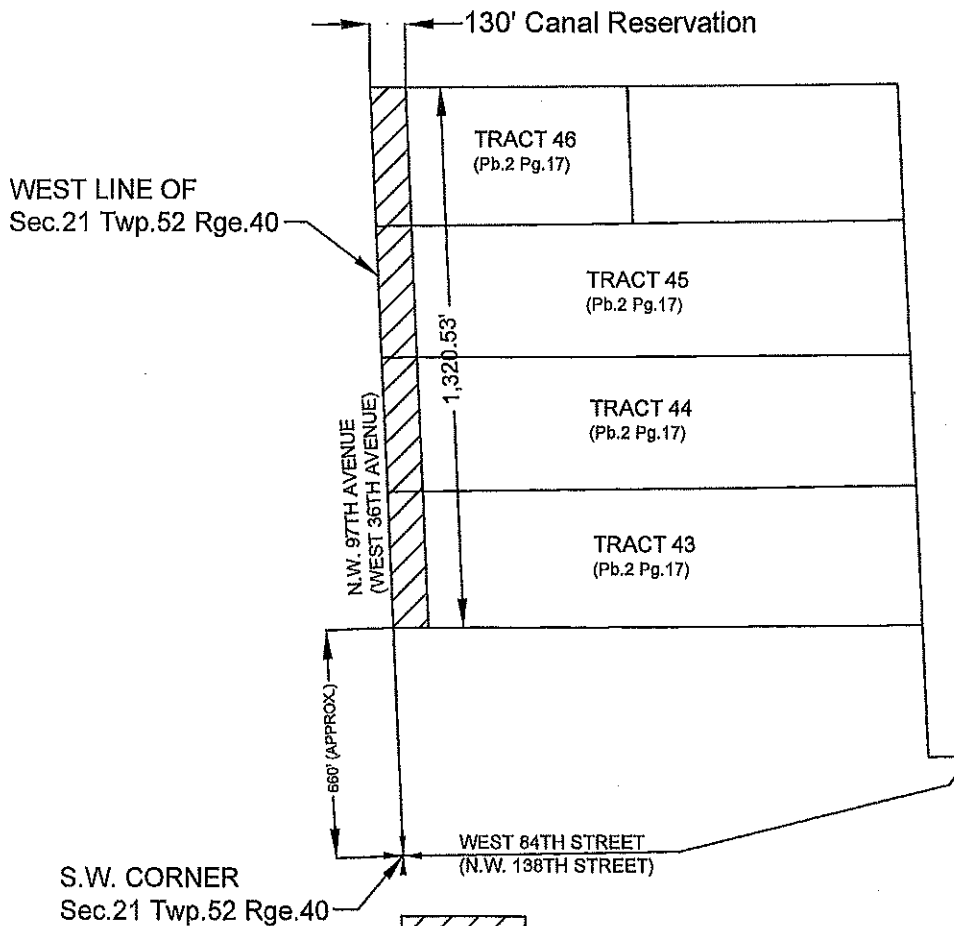 130' Canal Reservation
TRACT 46
(Pb.2 Pg.17)
WEST LINE OF
Sec.21 Twp.52 Rge.40
TRACT 45
(Pb.2 Pg.17)
1,320.53'
TRACT 44
(Pb.2 Pg.17)
N.W. 97TH AVENUE
(WEST 36TH AVENUE)
TRACT 43
(Pb.2 Pg.17)
660' (APPROX.)
WEST 84TH STREET
(N.W. 138TH STREET)
S.W. CORNER
Sec.21 Twp.52 Rge.40